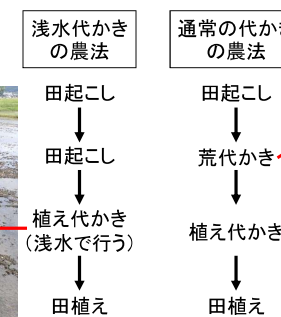 浅水代かき
の農法
田起こし
田起こし
植え代かき
(浅水で行う)
田植え
通常の代かき
の農法
田起こし
荒代かき
植え代かき
田植え